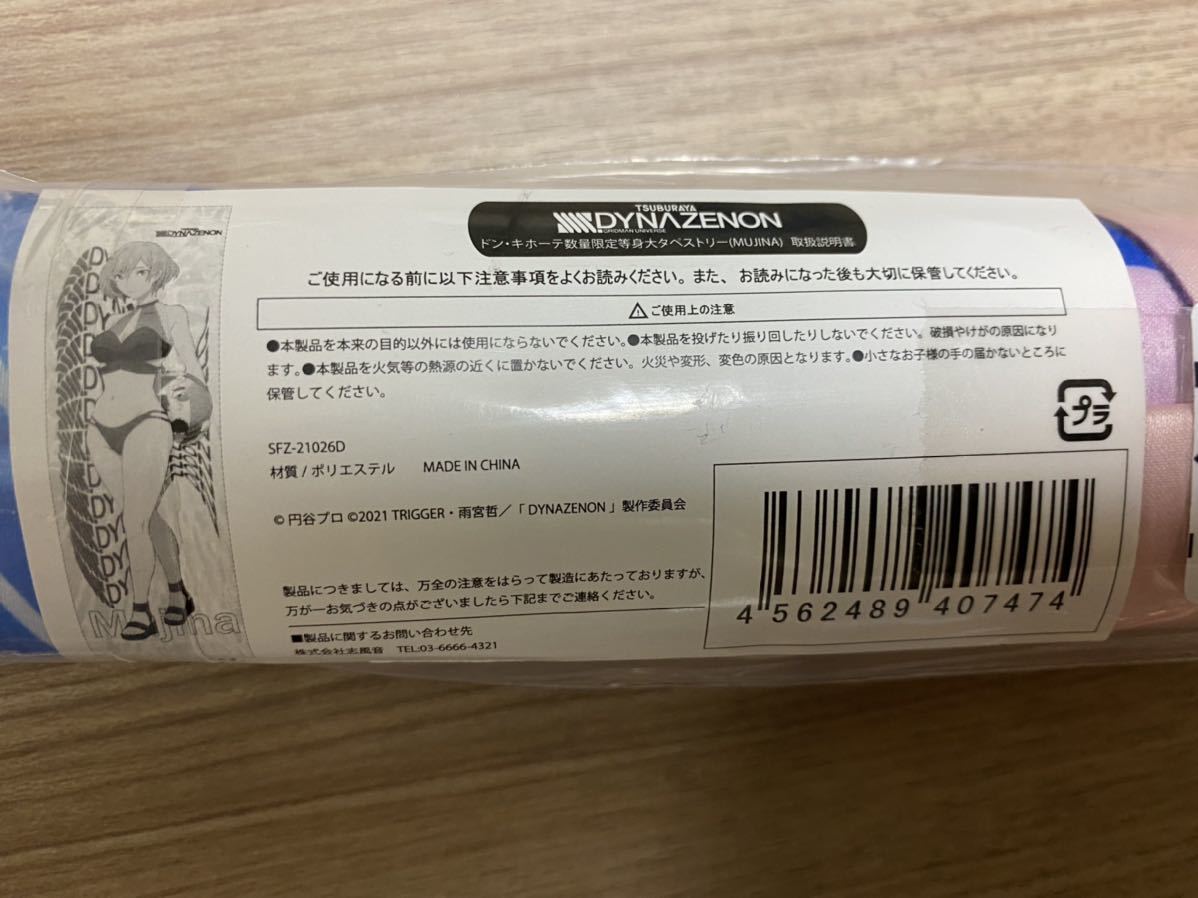 TSUBURAYA
DYNAZENON
GRIDMAN UNIVERSE
ドン・キホーテ数量限定等身大タペストリー(MUJINA) 取扱説明書
ご使用になる前に以下注意事項をよくお読みください。また、お読みになった後も大切に保管してください。
ご使用上の注意
●本製品を本来の目的以外には使用にならないでください。●本製品を投げたり振り回したりしないでください。破損やけがの原因になり
ます。●本製品を火気等の熱源の近くに置かないでください。火災や変形、変色の原因となります。●小さなお子様の手の届かないところに
保管してください。
プラ
SFZ-21026D
材質 / ポリエステル MADE IN CHINA
© 円谷プロ ©2021 TRIGGER・雨宮哲/「 DYNAZENON 」製作委員会
製品につきましては、万全の注意をはらって製造にあたっておりますが、
万が一お気づきの点がございましたら下記までご連絡ください。
■製品に関するお問い合わせ先
株式会社志風音 TEL:03-6666-4321
4 562489 407474
DYNAZENON
Mujina